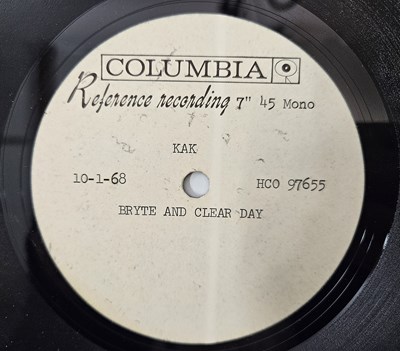 COLUMBIA
Reference recording 7" 45 Mono
KAK
10-1-68 HCO 97655
BRYTE AND CLEAR DAY